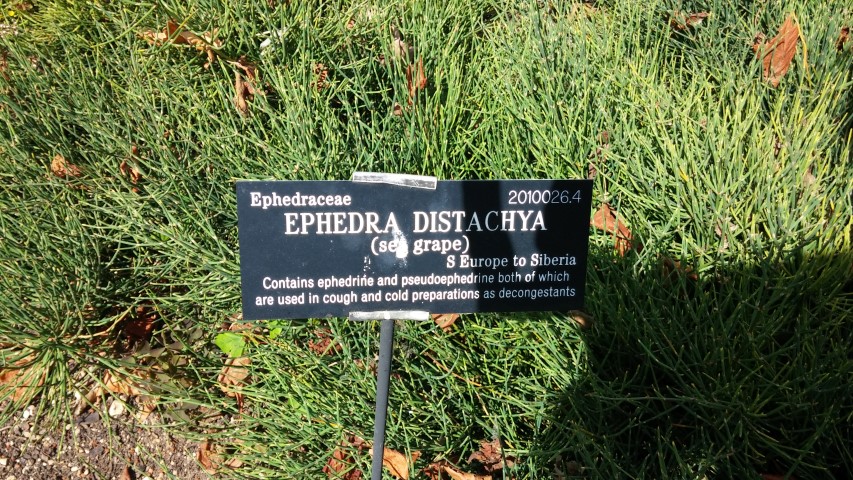 Ephedraceae 2010026.4
EPHEDRA DISTACHYA
(sea grape)
S Europe to Siberia
Contains ephedrine and pseudoephedrine both of which
are used in cough and cold preparations as decongestants